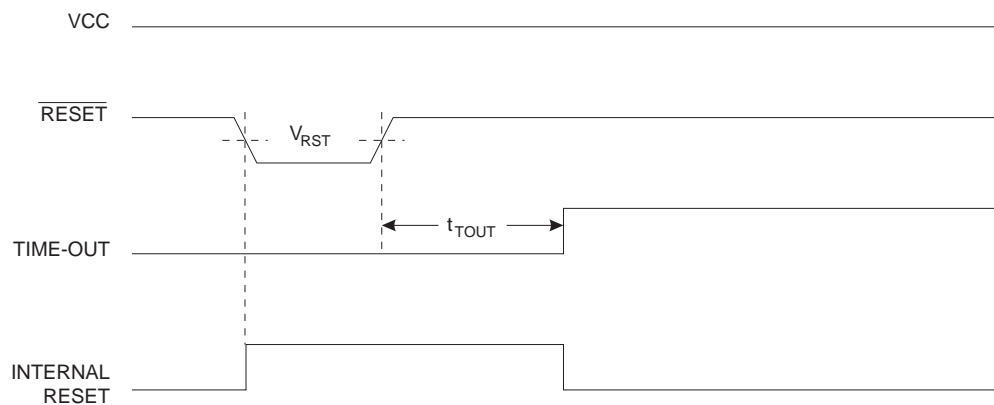 VCC
RESET
VRST
tTOUT
TIME-OUT
INTERNAL
RESET